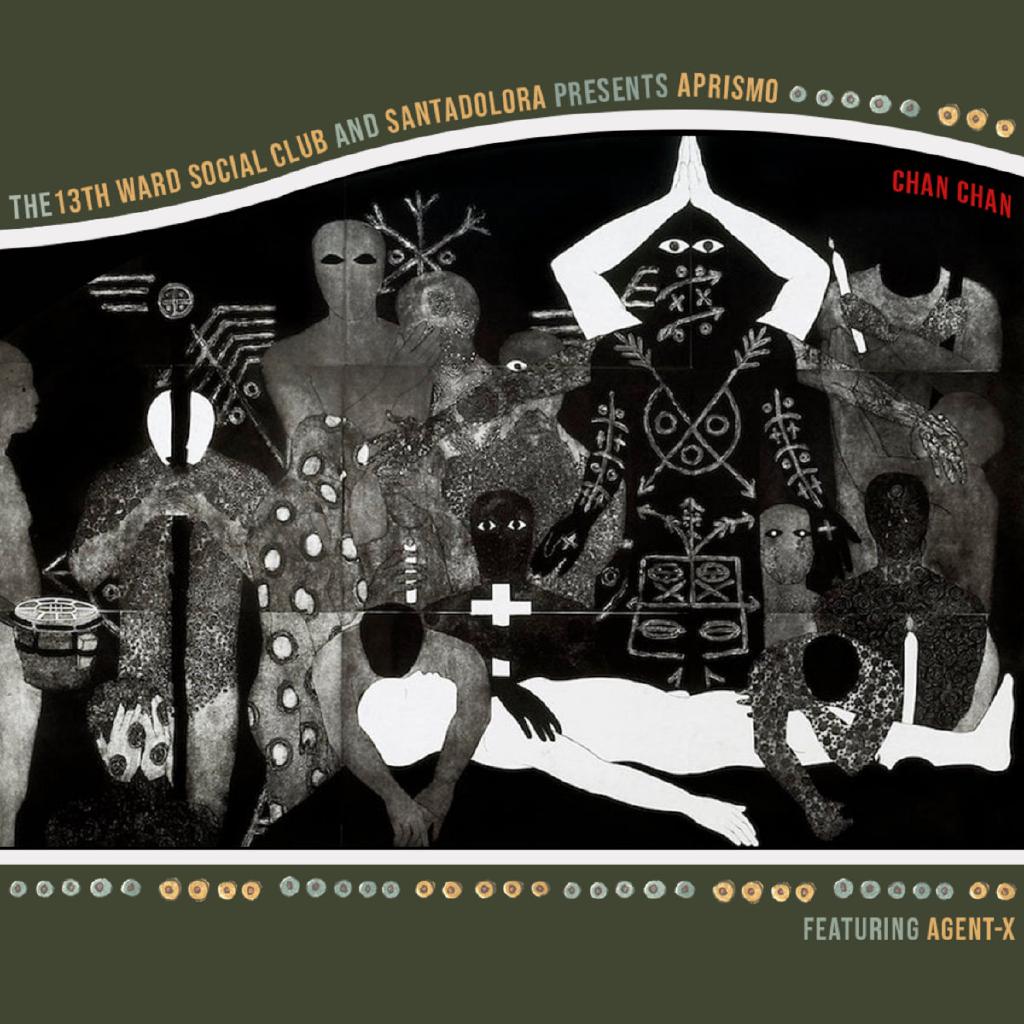 THE 13TH WARD SOCIAL CLUB AND SANTADOLORA PRESENTS APRISMO
CHAN CHAN
FEATURING AGENT-X